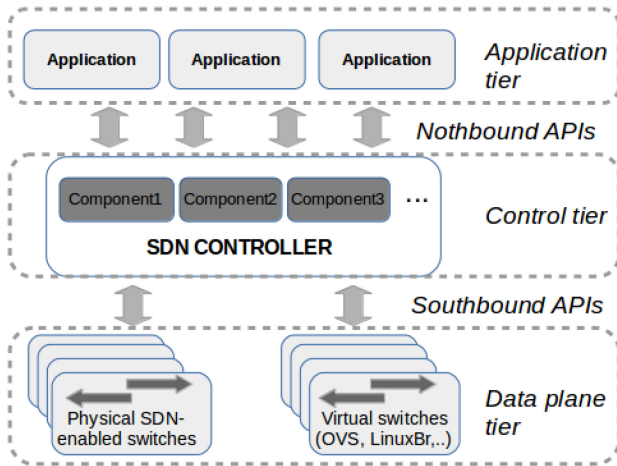 Application
Application
Application
Application
tier
Nothbound APIs
Component1
Component2
Component3
...
SDN CONTROLLER
Control tier
Southbound APIs
Physical SDN-
enabled switches
Virtual switches
(OVS, LinuxBr,..)
Data plane
tier